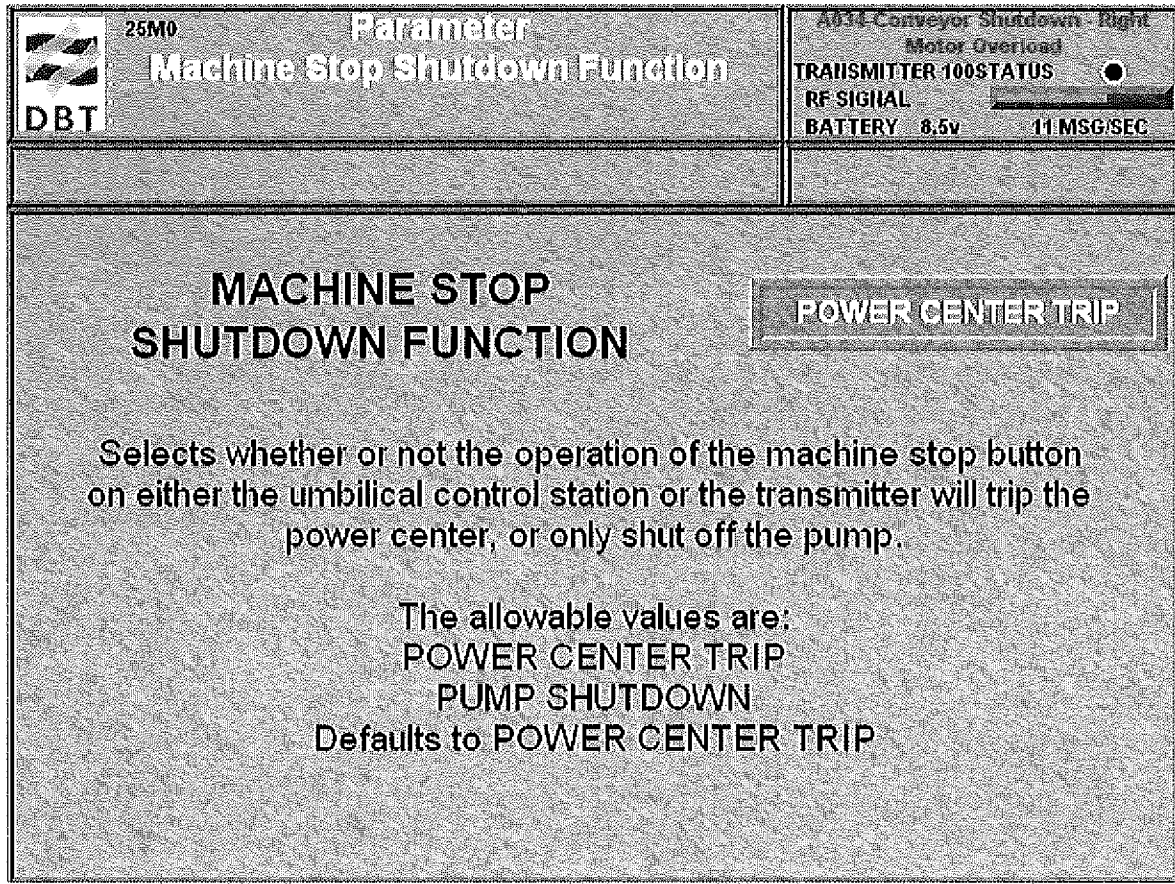 DBT
25M0
Parameter
Machine Stop Shutdown Function
A034-Conveyor Shutdown - Right
Motor Overload
TRANSMITTER 100STATUS
RF SIGNAL
BATTERY 8.5v 11 MSG/SEC
MACHINE STOP
SHUTDOWN FUNCTION
POWER CENTER TRIP
Selects whether or not the operation of the machine stop button
on either the umbilical control station or the transmitter will trip the
power center, or only shut off the pump.
The allowable values are:
POWER CENTER TRIP
PUMP SHUTDOWN
Defaults to POWER CENTER TRIP